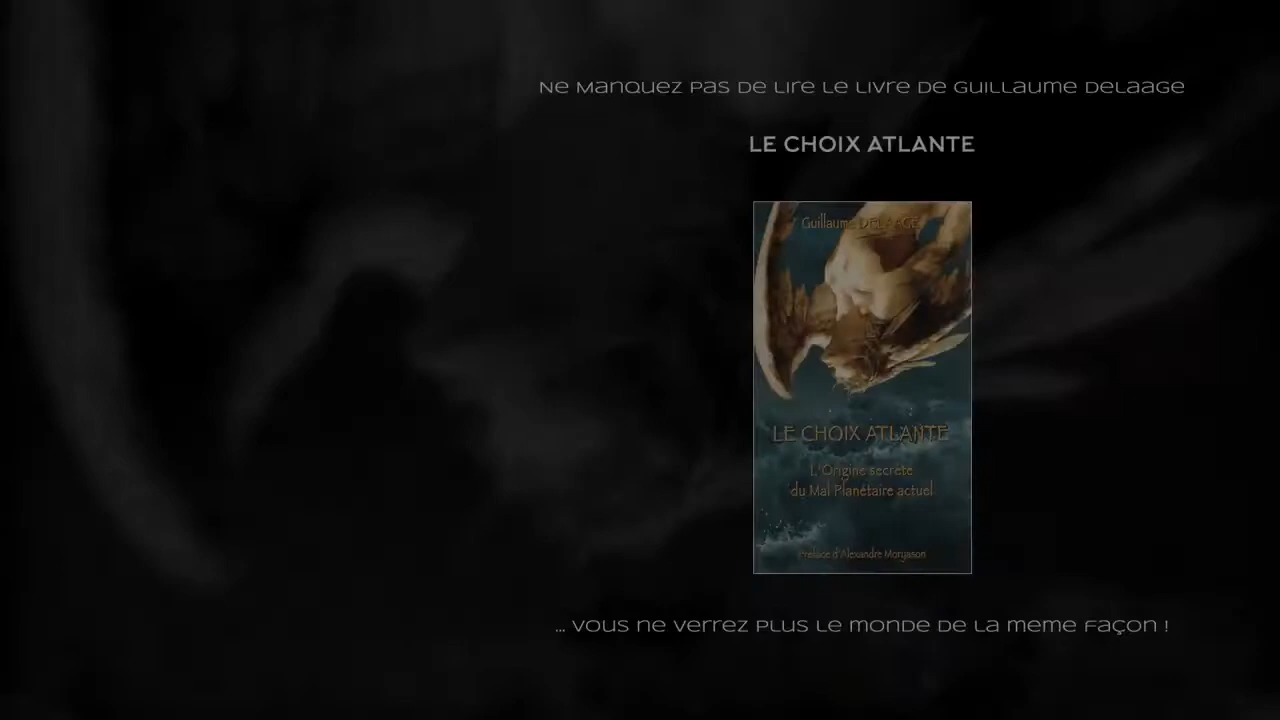 Ne Manquez pas de lire le livre de Guillaume Delaage
LE CHOIX ATLANTE
Guillaume DELAAGE
LE CHOIX ATLANTE
L'Origine secrète
du Mal Planétaire actuel
Préface d'Alexandre Moryason
... vous ne verrez plus le monde de la meme façon !